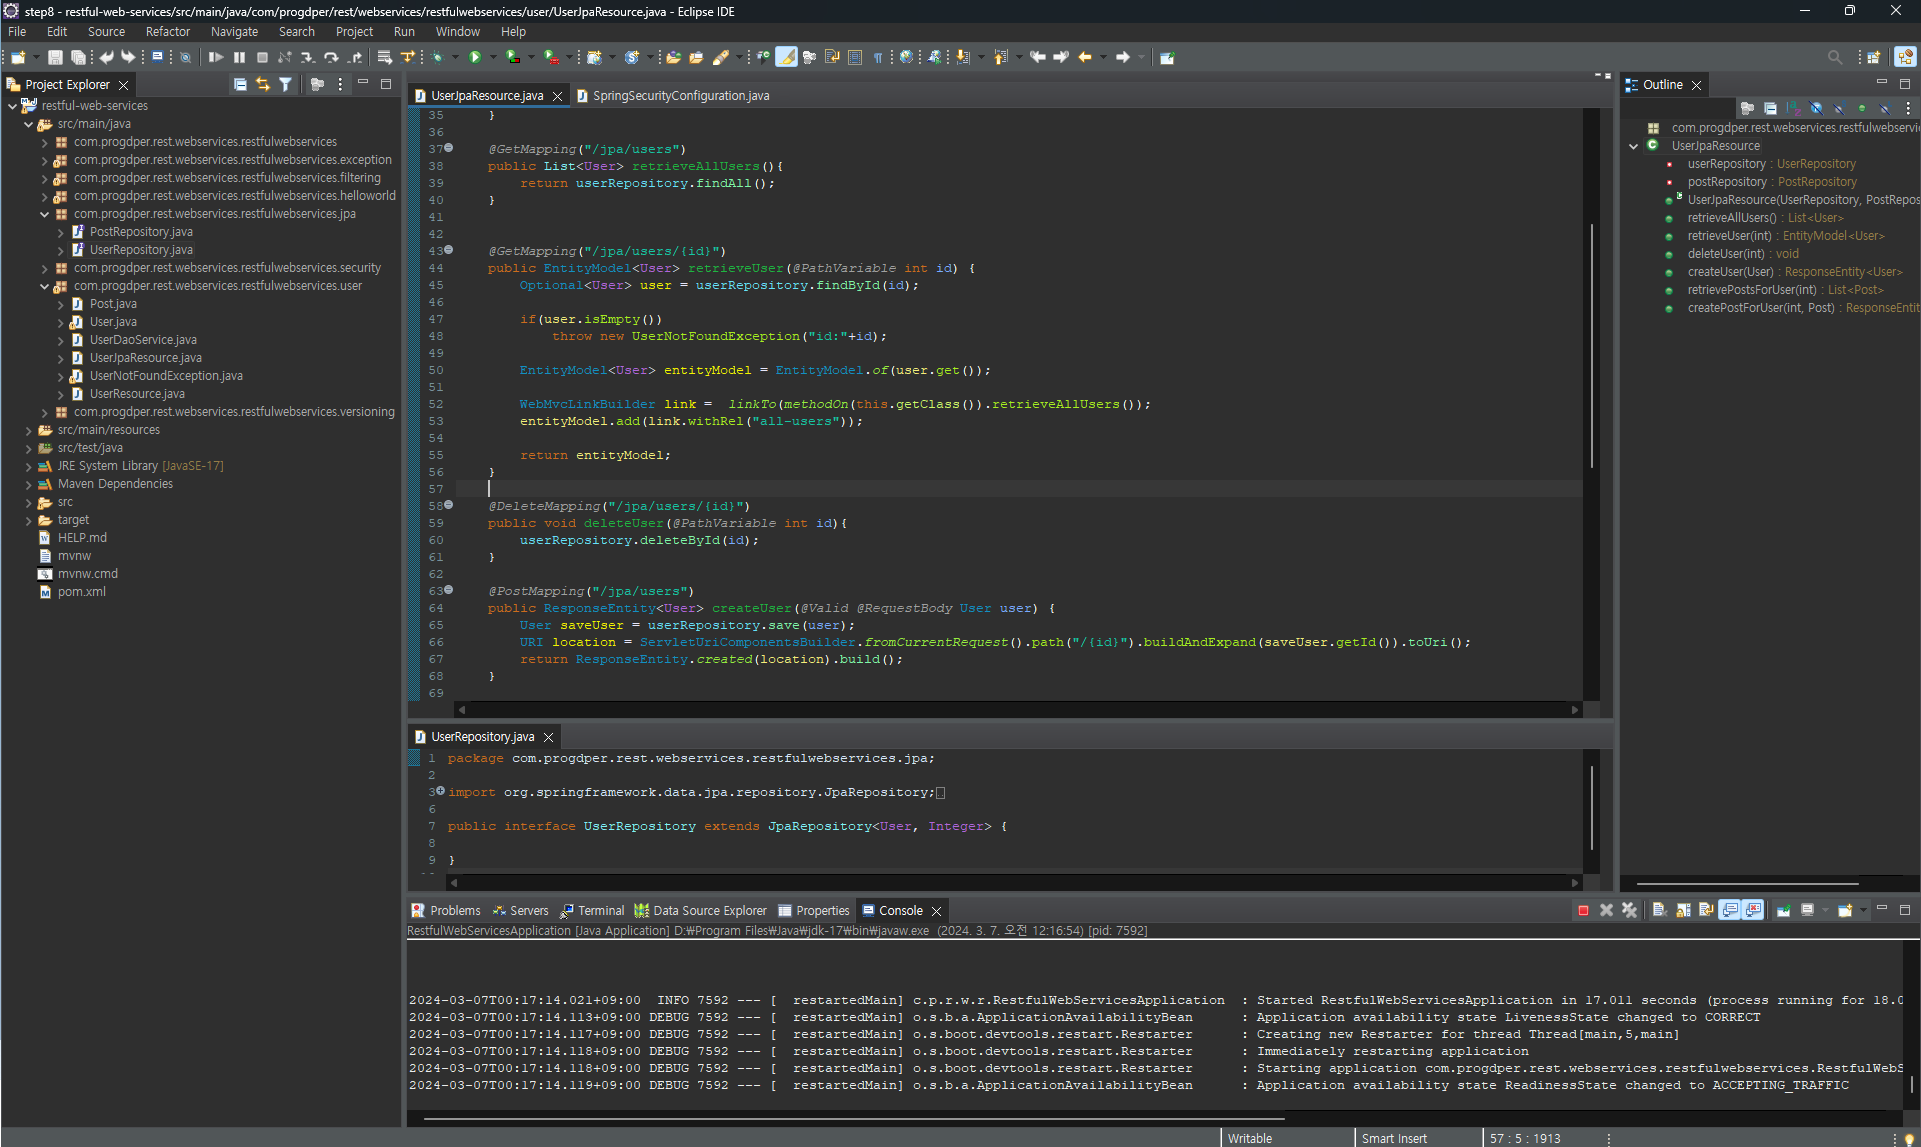 step8 - restful-web-services/src/main/java/com/progdper/rest/webservices/restfulwebservices/user/UserJpaResource.java - Eclipse IDE
File Edit Source Refactor Navigate Search Project Run Window Help
Project Explorer
restful-web-services
src/main/java
com.progdper.rest.webservices.restfulwebservices
com.progdper.rest.webservices.restfulwebservices.exception
com.progdper.rest.webservices.restfulwebservices.filtering
com.progdper.rest.webservices.restfulwebservices.helloworld
com.progdper.rest.webservices.restfulwebservices.jpa
PostRepository.java
UserRepository.java
com.progdper.rest.webservices.restfulwebservices.security
com.progdper.rest.webservices.restfulwebservices.user
Post.java
User.java
UserDaoService.java
UserJpaResource.java
UserNotFoundException.java
UserResource.java
com.progdper.rest.webservices.restfulwebservices.versioning
src/main/resources
src/test/java
JRE System Library [JavaSE-17]
Maven Dependencies
src
target
HELP.md
mvnw
mvnw.cmd
pom.xml
UserJpaResource.java SpringSecurityConfiguration.java
35 }
36
37 @GetMapping("/jpa/users")
38 public List<User> retrieveAllUsers(){
39 return userRepository.findAll();
40 }
41
42
43 @GetMapping("/jpa/users/{id}")
44 public EntityModel<User> retrieveUser(@PathVariable int id) {
45 Optional<User> user = userRepository.findById(id);
46
47 if(user.isEmpty())
48 throw new UserNotFoundException("id:"+id);
49
50 EntityModel<User> entityModel = EntityModel.of(user.get());
51
52 WebMvcLinkBuilder link =  linkTo(methodOn(this.getClass()).retrieveAllUsers());
53 entityModel.add(link.withRel("all-users"));
54
55 return entityModel;
56 }
57
58 @DeleteMapping("/jpa/users/{id}")
59 public void deleteUser(@PathVariable int id){
60 userRepository.deleteById(id);
61 }
62
63 @PostMapping("/jpa/users")
64 public ResponseEntity<User> createUser(@Valid @RequestBody User user) {
65 User saveUser = userRepository.save(user);
66 URI location = ServletUriComponentsBuilder.fromCurrentRequest().path("/{id}").buildAndExpand(saveUser.getId()).toUri();
67 return ResponseEntity.created(location).build();
68 }
69
UserRepository.java
1 package com.progdper.rest.webservices.restfulwebservices.jpa;
2
3 import org.springframework.data.jpa.repository.JpaRepository;
6
7 public interface UserRepository extends JpaRepository<User, Integer> {
8
9 }
Outline
com.progdper.rest.webservices.restfulwebservi
UserJpaResource
userRepository : UserRepository
postRepository : PostRepository
UserJpaResource(UserRepository, PostRepos
retrieveAllUsers() : List<User>
retrieveUser(int) : EntityModel<User>
deleteUser(int) : void
createUser(User) : ResponseEntity<User>
retrievePostsForUser(int) : List<Post>
createPostForUser(int, Post) : ResponseEntit
Problems Servers Terminal Data Source Explorer Properties Console
RestfulWebServicesApplication [Java Application] D:₩Program Files₩Java₩jdk-17₩bin₩javaw.exe (2024. 3. 7. 오전 12:16:54) [pid: 7592]
2024-03-07T00:17:14.021+09:00  INFO 7592 --- [  restartedMain] c.p.r.w.r.RestfulWebServicesApplication  : Started RestfulWebServicesApplication in 17.011 seconds (process running for 18.0
2024-03-07T00:17:14.113+09:00 DEBUG 7592 --- [  restartedMain] o.s.b.a.ApplicationAvailabilityBean      : Application availability state LivenessState changed to CORRECT
2024-03-07T00:17:14.117+09:00 DEBUG 7592 --- [  restartedMain] o.s.boot.devtools.restart.Restarter      : Creating new Restarter for thread Thread[main,5,main]
2024-03-07T00:17:14.118+09:00 DEBUG 7592 --- [  restartedMain] o.s.boot.devtools.restart.Restarter      : Immediately restarting application
2024-03-07T00:17:14.118+09:00 DEBUG 7592 --- [  restartedMain] o.s.boot.devtools.restart.Restarter      : Starting application com.progdper.rest.webservices.restfulwebservices.RestfulWebS
2024-03-07T00:17:14.119+09:00 DEBUG 7592 --- [  restartedMain] o.s.b.a.ApplicationAvailabilityBean      : Application availability state ReadinessState changed to ACCEPTING_TRAFFIC
Writable Smart Insert 57 : 5 : 1913